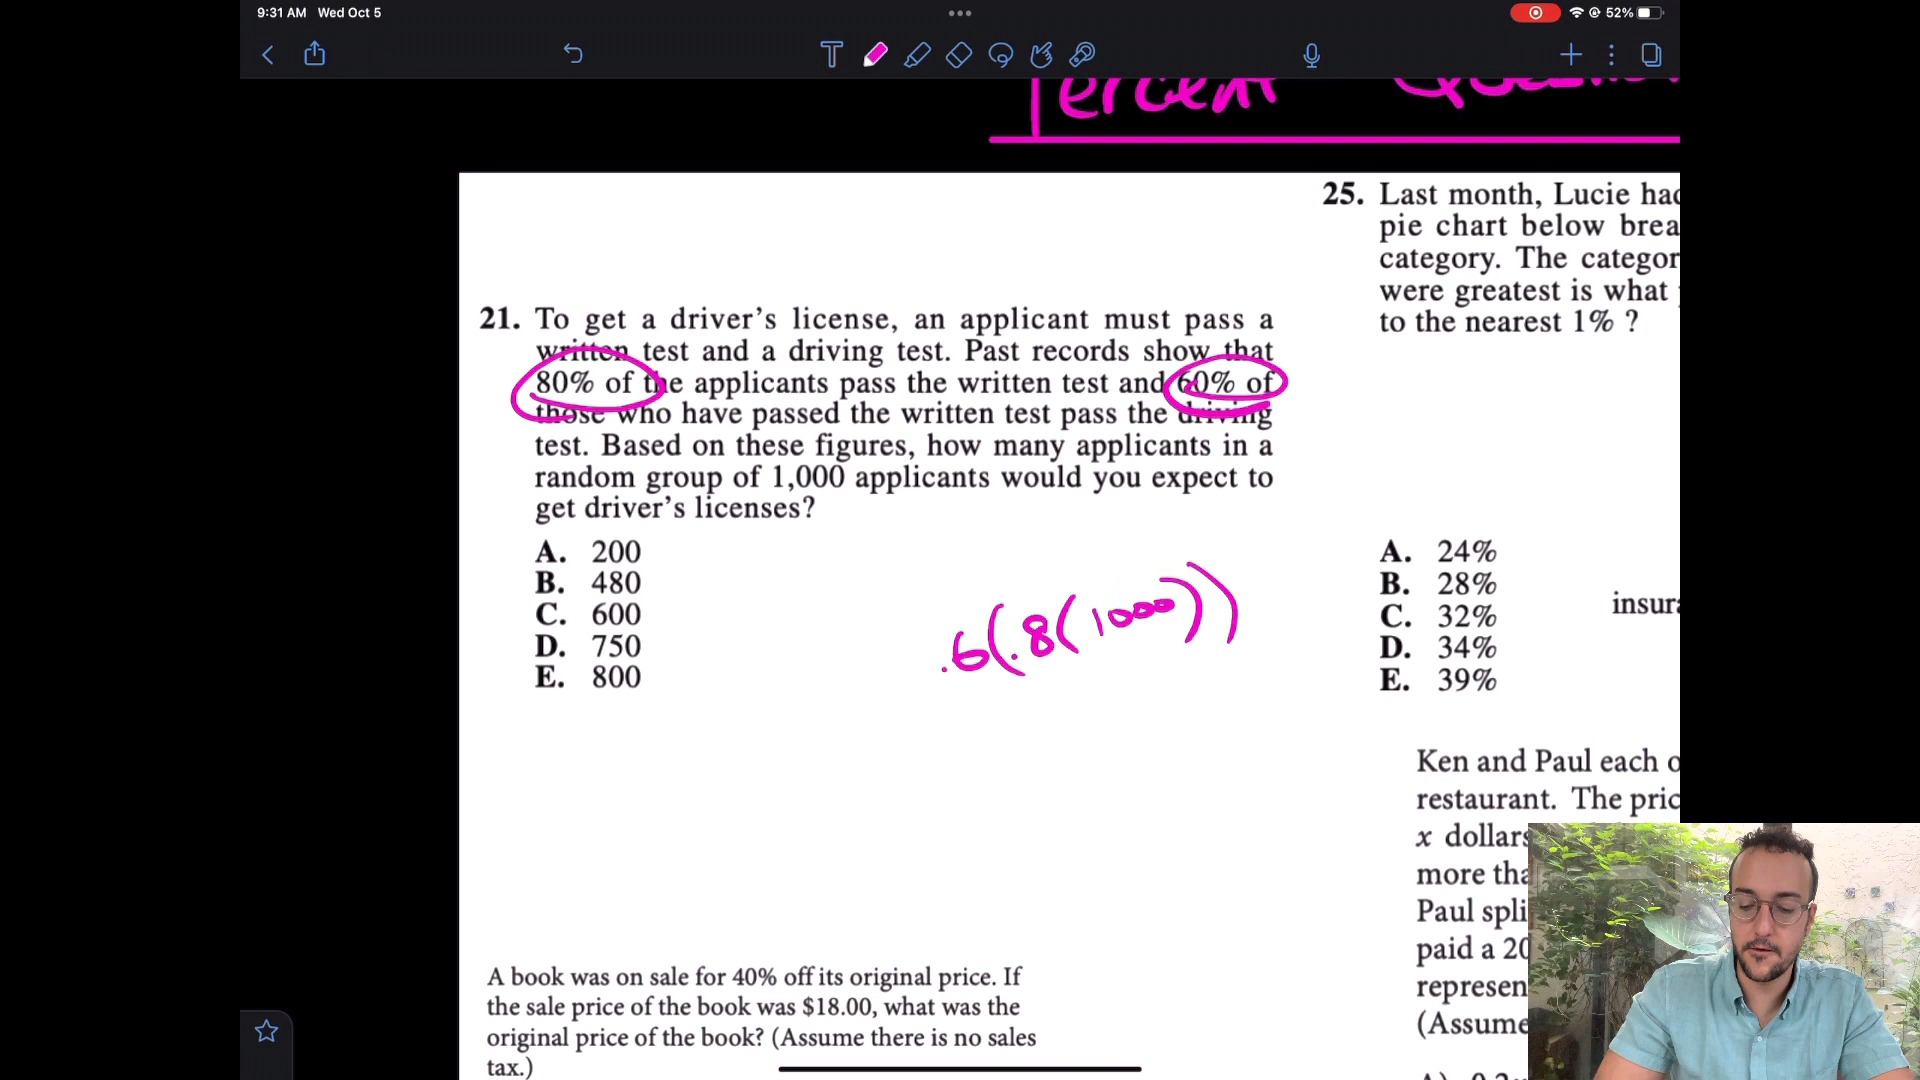 9:31 AM Wed Oct 5
52%
Percent
21. To get a driver's license, an applicant must pass a
written test and a driving test. Past records show that
80% of the applicants pass the written test and 60% of
those who have passed the written test pass the driving
test. Based on these figures, how many applicants in a
random group of 1,000 applicants would you expect to
get driver's licenses?
A. 200
B. 480
C. 600
D. 750
E. 800
.6(.8(1000))
A book was on sale for 40% off its original price. If
the sale price of the book was $18.00, what was the
original price of the book? (Assume there is no sales
tax.)
25. Last month, Lucie had
pie chart below brea
category. The categor
were greatest is what
to the nearest 1% ?
A. 24%
B. 28%
C. 32%
D. 34%
E. 39%
insura
Ken and Paul each o
restaurant. The pric
x dollars
more tha
Paul spli
paid a 20
represen
(Assume